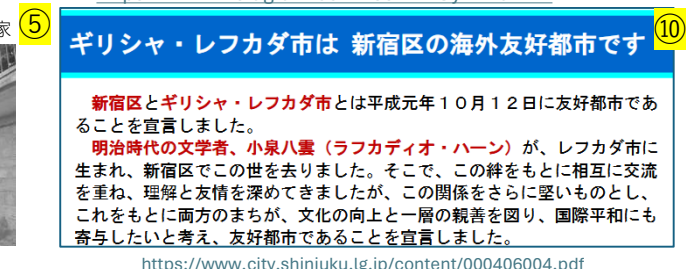 家 ⑤
ギリシャ・レフカダ市は 新宿区の海外友好都市です ⑩
新宿区とギリシャ・レフカダ市とは平成元年10月12日に友好都市であ
ることを宣言しました。
明治時代の文学者、小泉八雲（ラフカディオ・ハーン）が、レフカダ市に
生まれ、新宿区でこの世を去りました。そこで、この絆をもとに相互に交流
を重ね、理解と友情を深めてきましたが、この関係をさらに堅いものとし、
これをもとに両方のまちが、文化の向上と一層の親善を図り、国際平和にも
寄与したいと考え、友好都市であることを宣言しました。
https://www.city.shinjuku.lg.jp/content/000406004.pdf